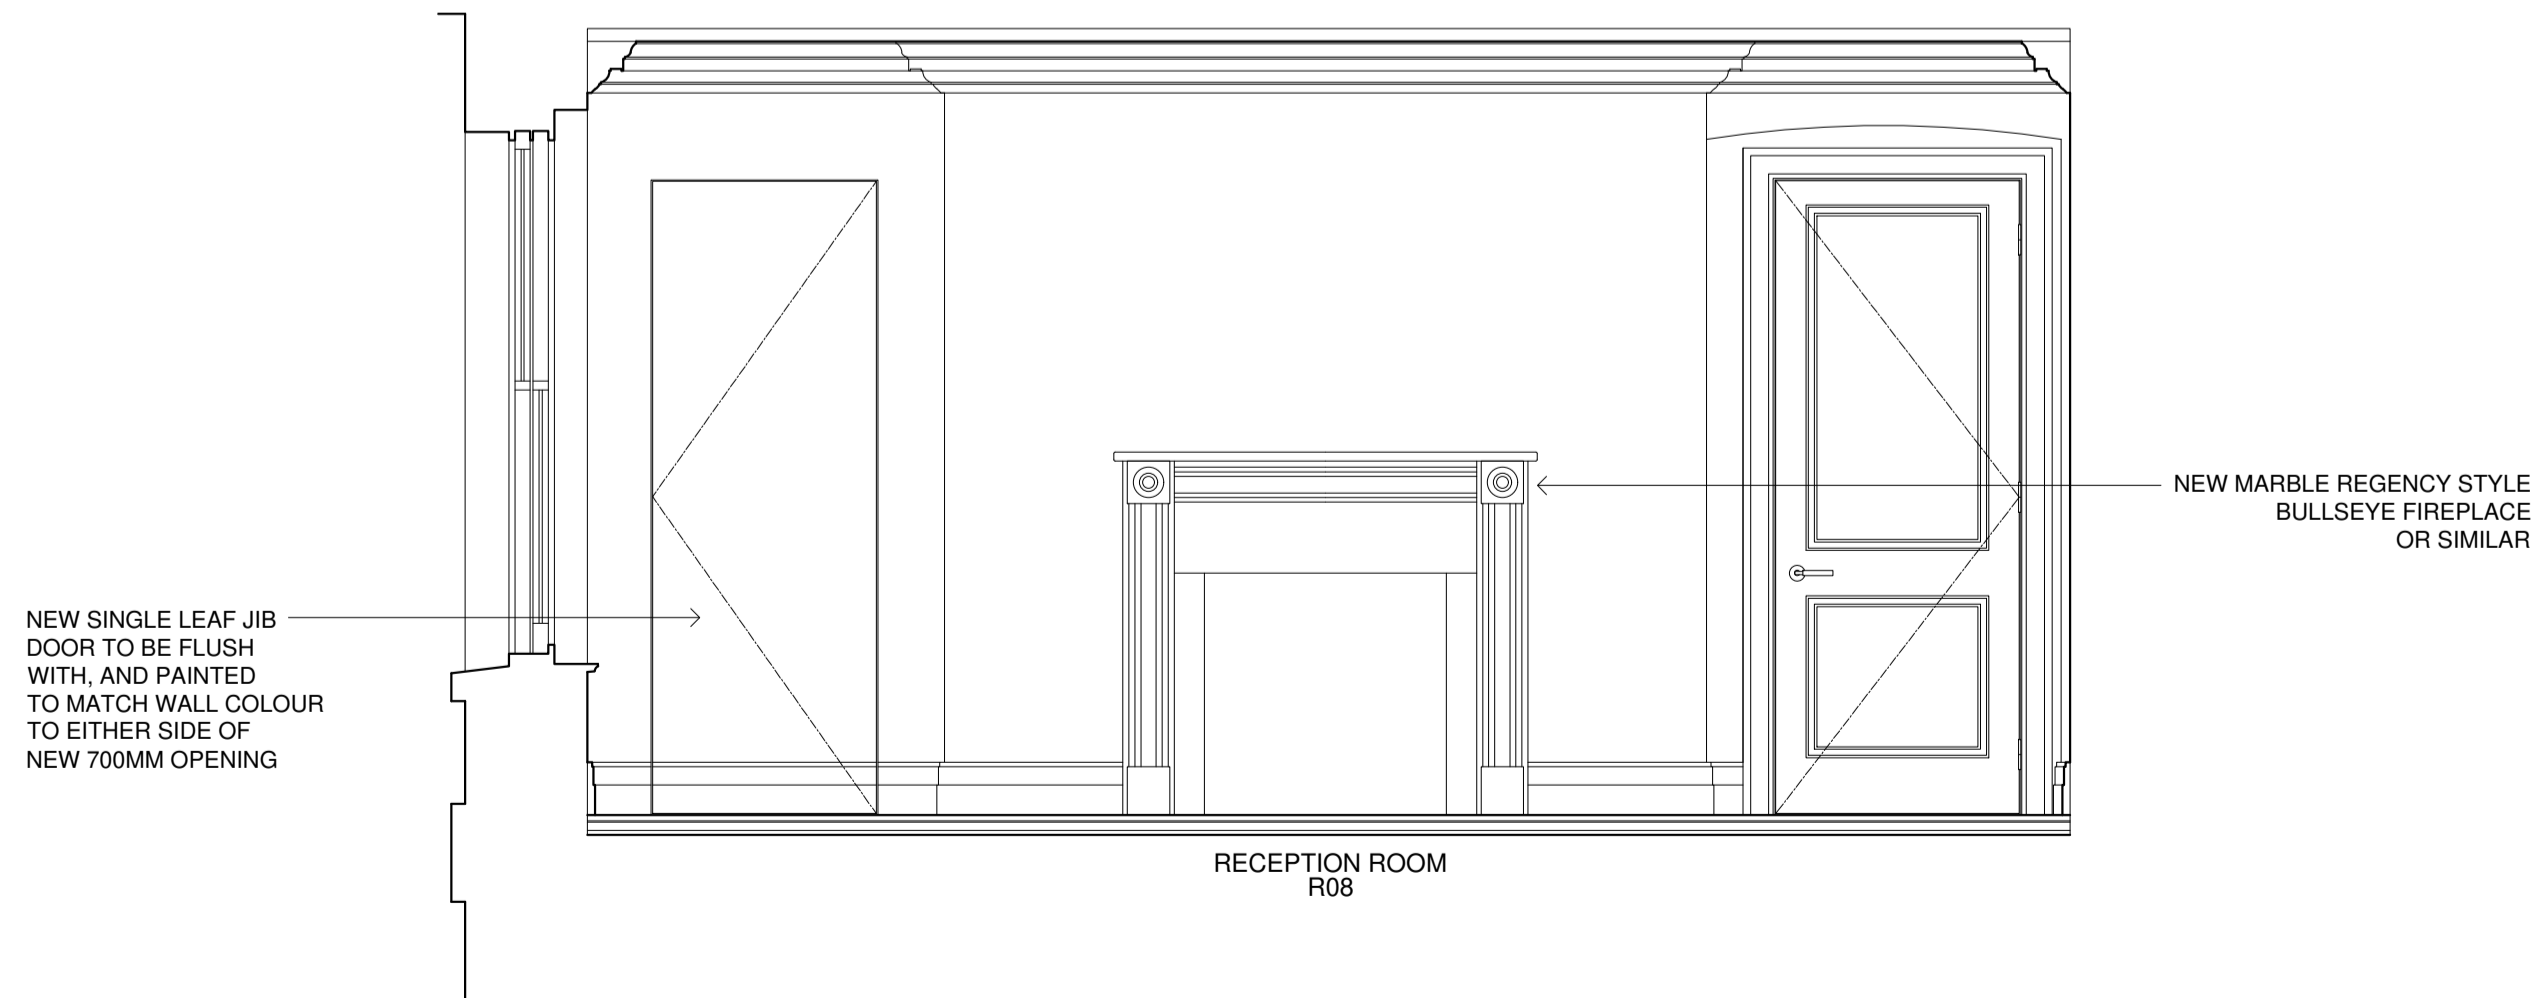 NEW SINGLE LEAF JIB
DOOR TO BE FLUSH
WITH, AND PAINTED
TO MATCH WALL COLOUR
TO EITHER SIDE OF
NEW 700MM OPENING
NEW MARBLE REGENCY STYLE
BULLSEYE FIREPLACE
OR SIMILAR
RECEPTION ROOM
R08